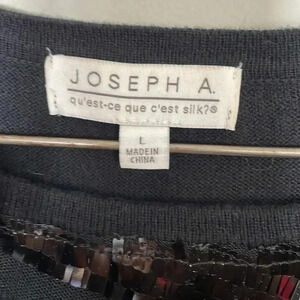 JOSEPH A.
qu'est-ce que c'est silk?®
L
MADE IN
CHINA